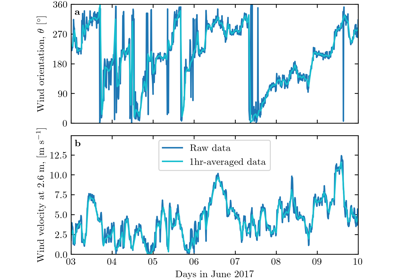 a
360
270
180
90
0
Wind orientation, θ [°]
b
Raw data
1hr-averaged data
12.5
10.0
7.5
5.0
2.5
0.0
Wind velocity at 2.6 m, [m s⁻¹]
03 04 05 06 07 08 09 10
Days in June 2017